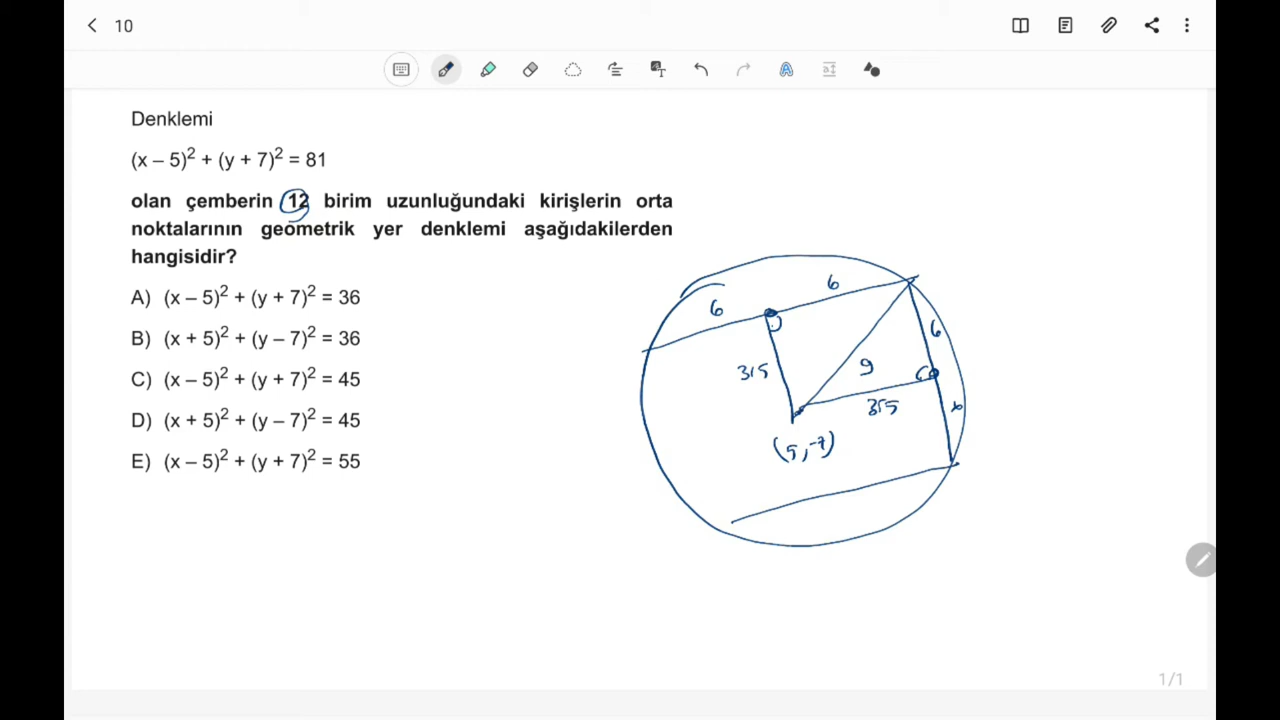 10
Denklemi
(x – 5)² + (y + 7)² = 81
olan çemberin 12 birim uzunluğundaki kirişlerin orta
noktalarının geometrik yer denklemi aşağıdakilerden
hangisidir?
A) (x – 5)² + (y + 7)² = 36
B) (x + 5)² + (y – 7)² = 36
C) (x – 5)² + (y + 7)² = 45
D) (x + 5)² + (y – 7)² = 45
E) (x – 5)² + (y + 7)² = 55
6
6
6
3√5
9
3√5
(5,-7)
1/1